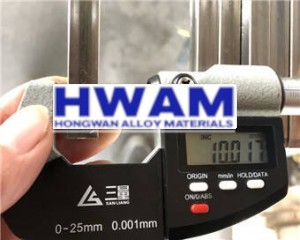 HWAM
HONGWAN ALLOY MATERIALS
INC
10.017
ORIGIN mm/in HOLD/DATA
ON/ABS
三量
SANLIANG
0-25mm 0.001mm